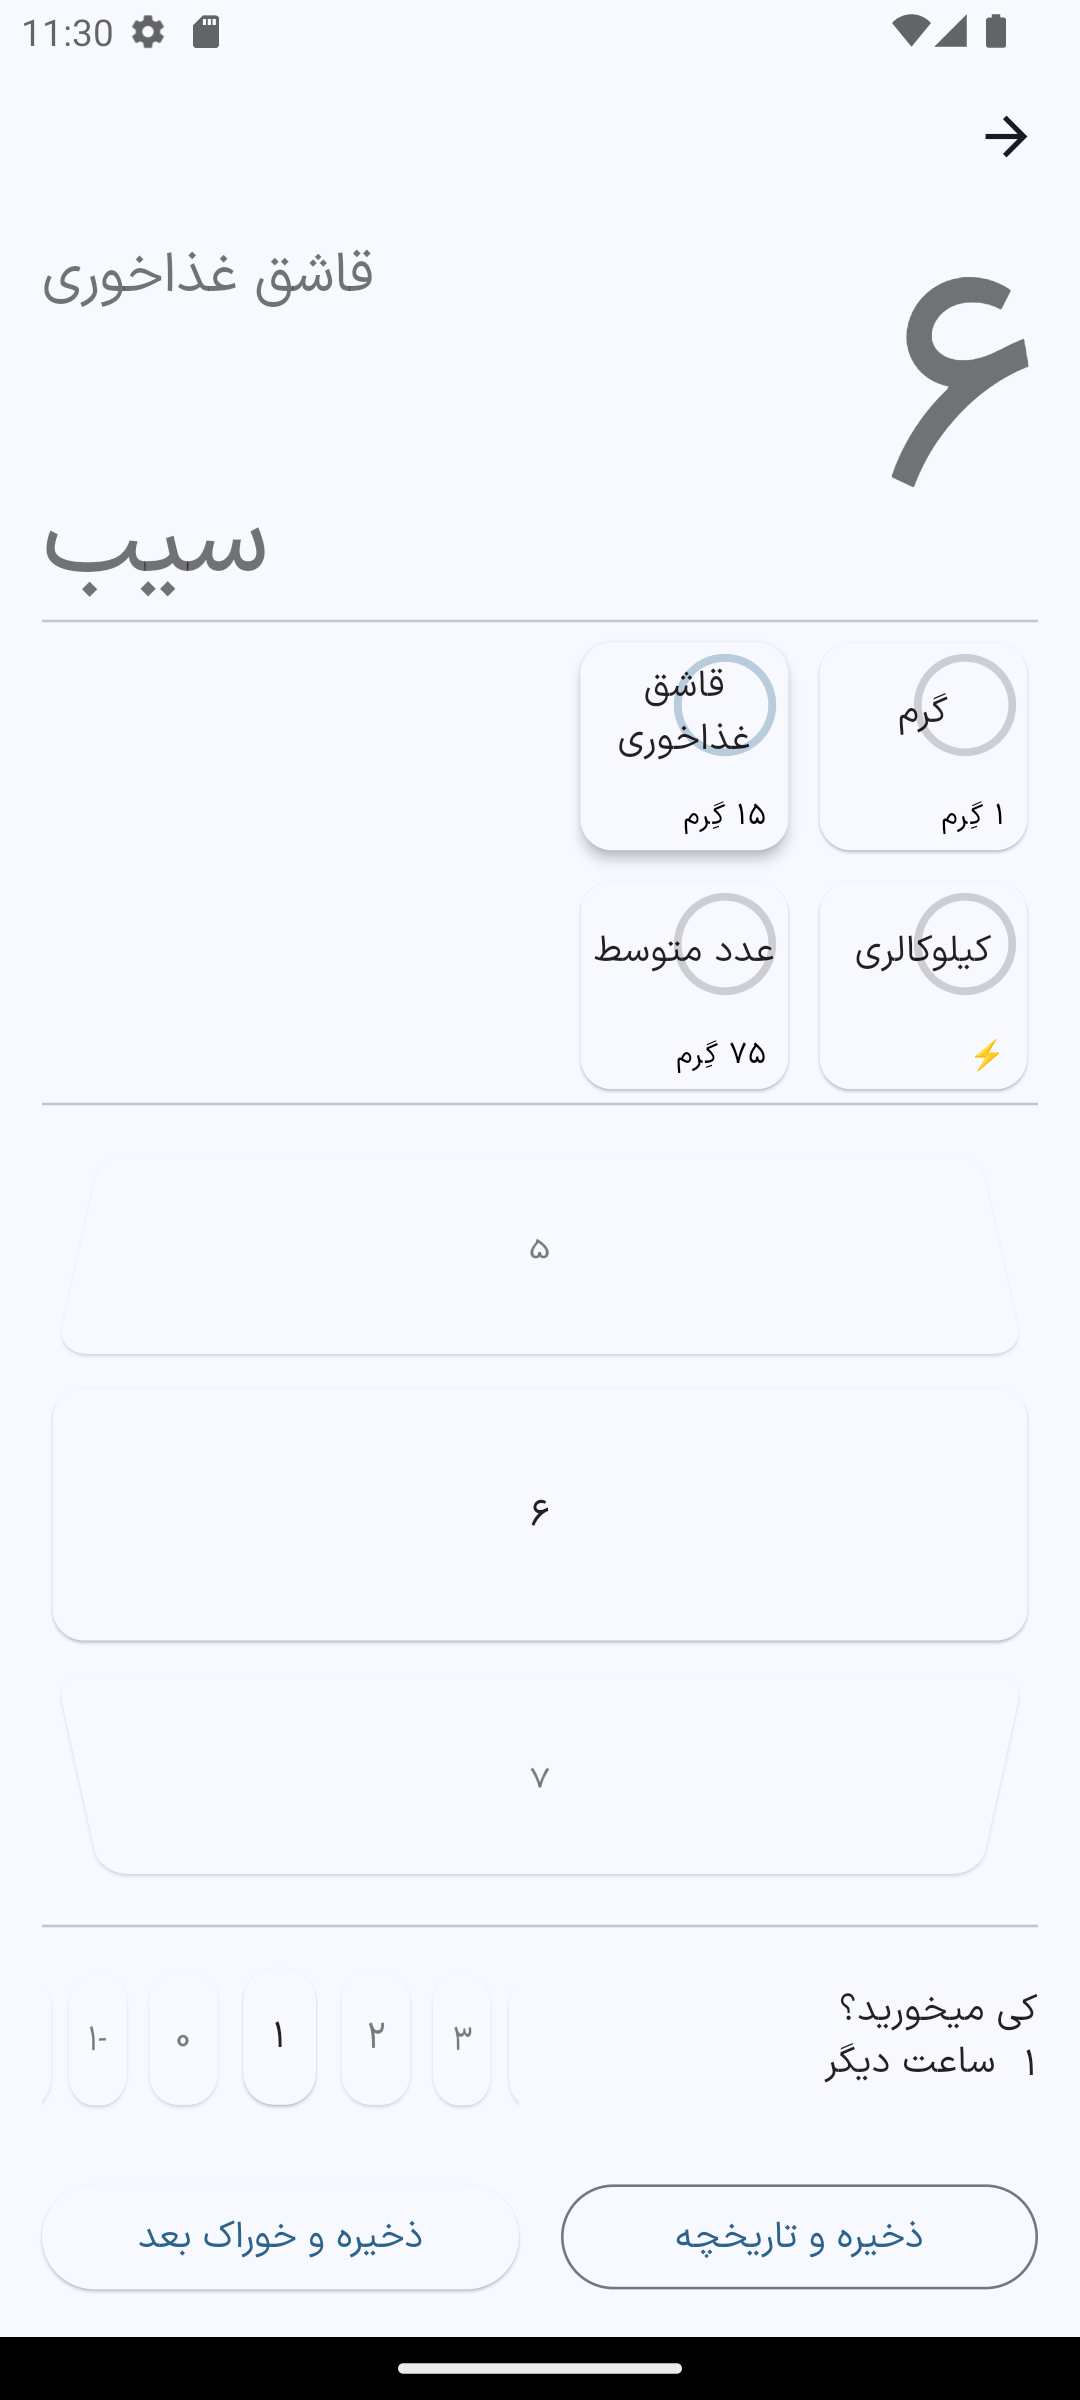 11:30
۶
قاشق غذاخوری
سیب
گرم
۱ گِرم
قاشق
غذاخوری
۱۵ گِرم
کیلوکالری
⚡
عدد متوسط
۷۵ گِرم
۵
۶
۷
کی میخورید؟
۱ ساعت دیگر
۳
۲
۱
۰
-۱
ذخیره و تاریخچه
ذخیره و خوراک بعد